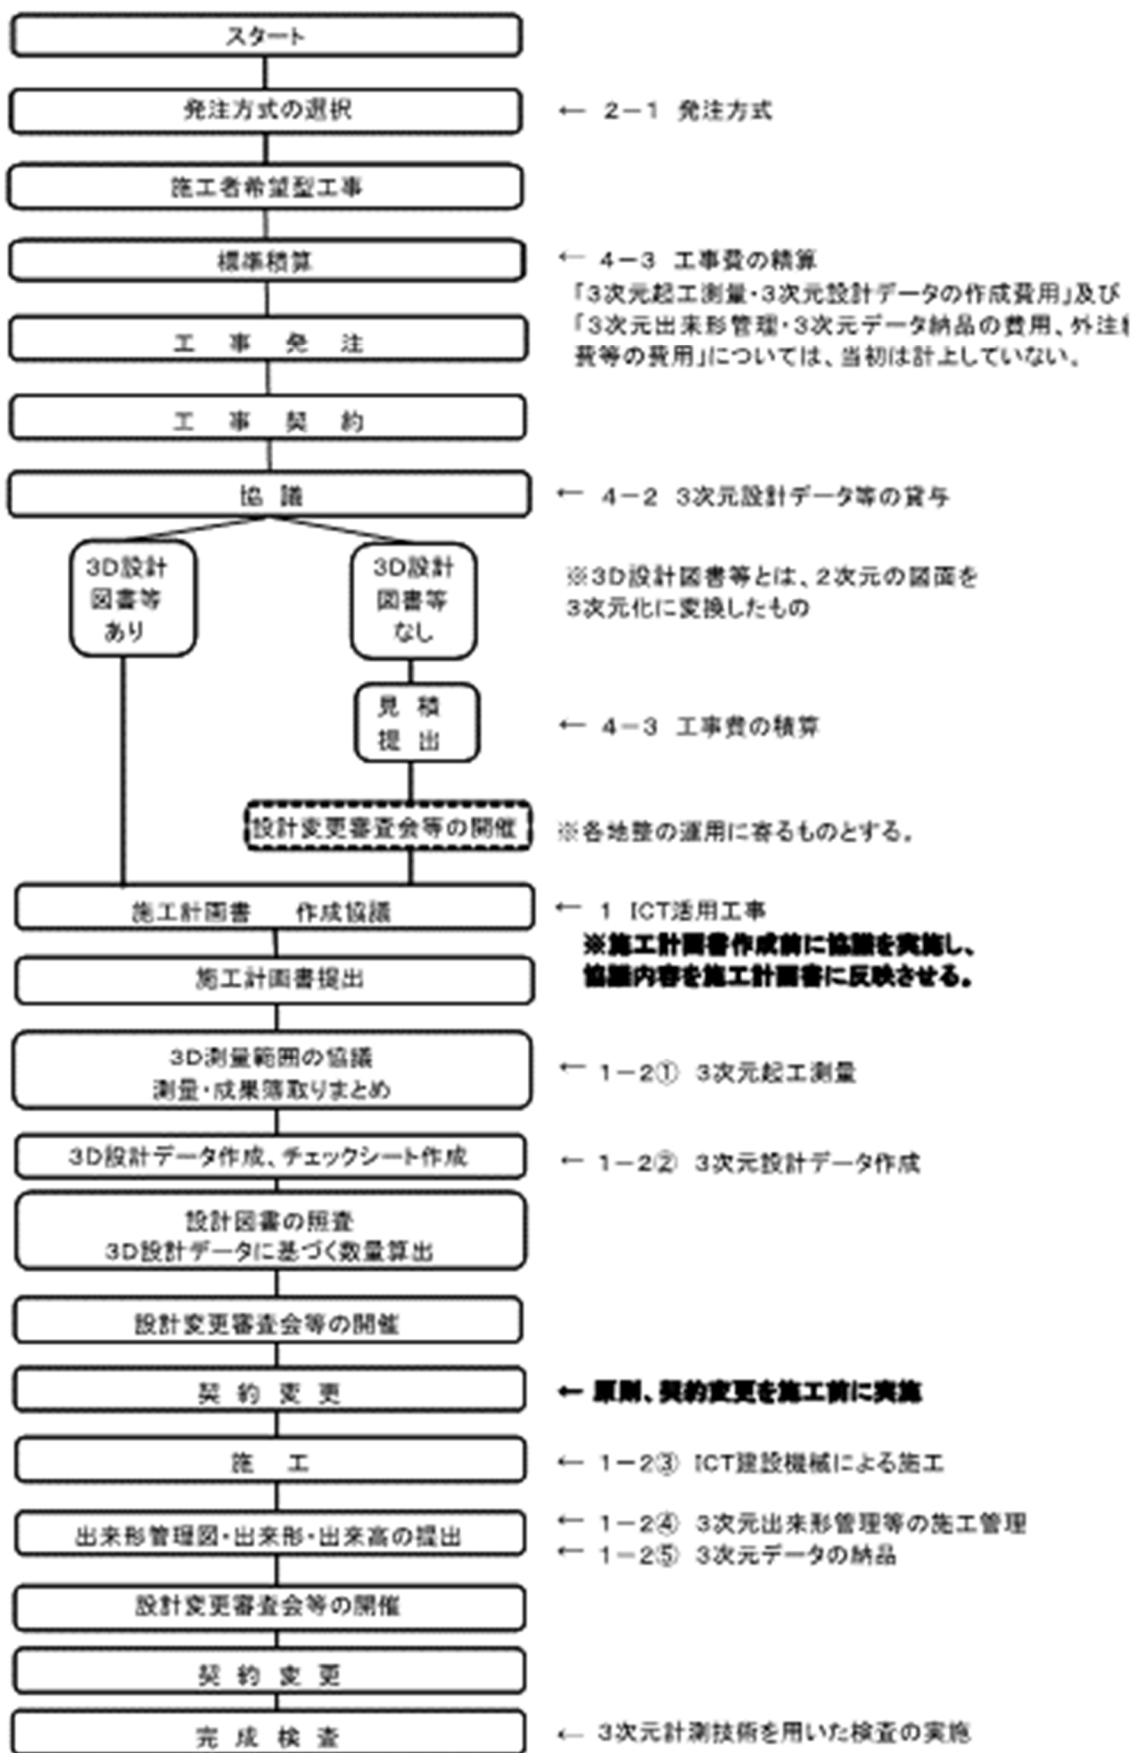 スタート
発注方式の選択
← 2-1 発注方式
施工者希望型工事
標準積算
← 4-3 工事費の積算
「3次元起工測量・3次元設計データの作成費用」及び
「3次元出来形管理・3次元データ納品の費用、外注
費等の費用」については、当初は計上していない。
工 事 発 注
工 事 契 約
協 議
← 4-2 3次元設計データ等の貸与
3D設計
図書等
あり
3D設計
図書等
なし
※3D設計図書等とは、2次元の図面を
3次元化に変換したもの
見 積
提 出
← 4-3 工事費の積算
設計変更審査会等の開催
※各地整の運用に寄るものとする。
施工計画書 作成協議
← 1 ICT活用工事
※施工計画書作成前に協議を実施し、
協議内容を施工計画書に反映させる。
施工計画書提出
3D測量範囲の協議
測量・成果簿取りまとめ
← 1-2① 3次元起工測量
3D設計データ作成、チェックシート作成
← 1-2② 3次元設計データ作成
設計図書の照査
3D設計データに基づく数量算出
設計変更審査会等の開催
契 約 変 更
← 原則、契約変更を施工前に実施
施 工
← 1-2③ ICT建設機械による施工
出来形管理図・出来形・出来高の提出
← 1-2④ 3次元出来形管理等の施工管理
← 1-2⑤ 3次元データの納品
設計変更審査会等の開催
契 約 変 更
完 成 検 査
← 3次元計測技術を用いた検査の実施